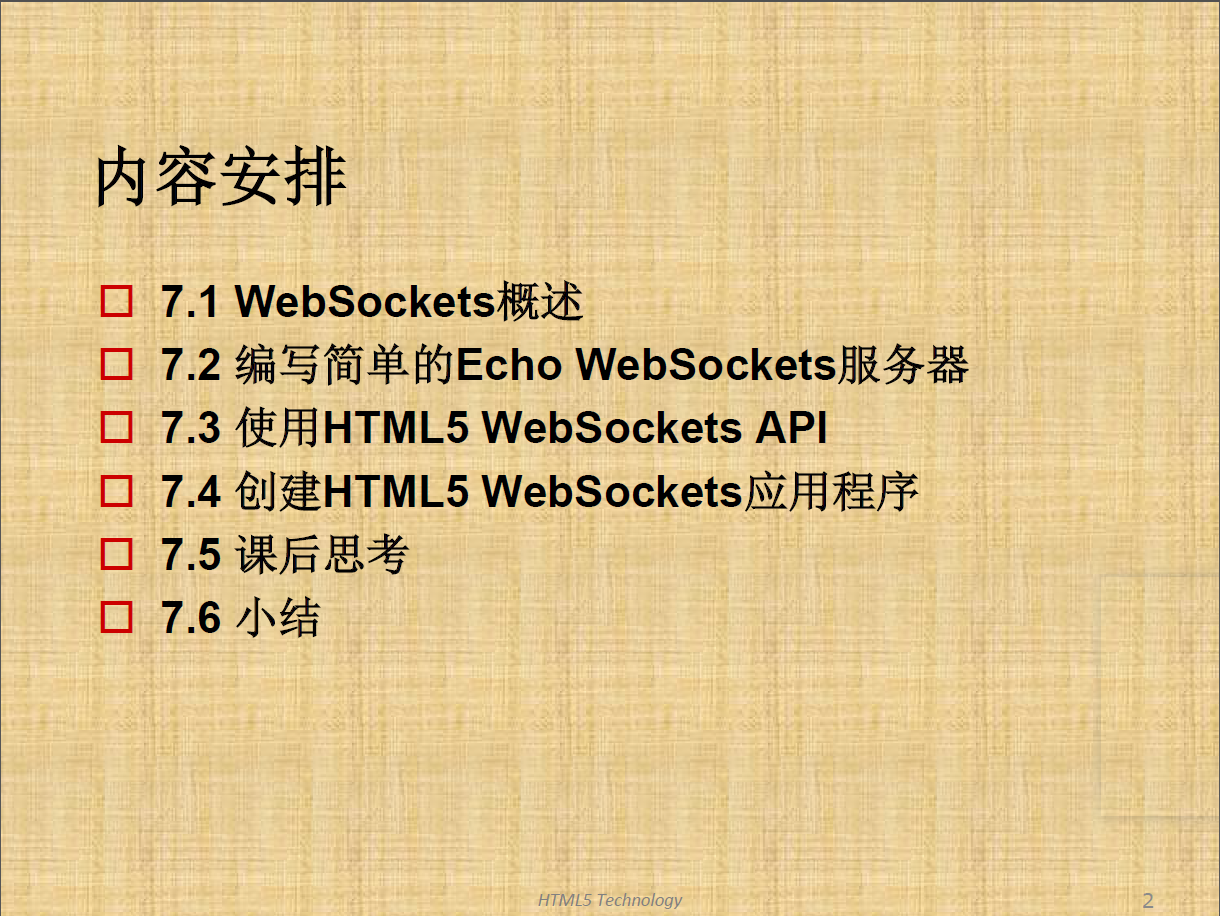 内容安排
7.1 WebSockets概述
7.2 编写简单的Echo WebSockets服务器
7.3 使用HTML5 WebSockets API
7.4 创建HTML5 WebSockets应用程序
7.5 课后思考
7.6 小结
HTML5 Technology
2